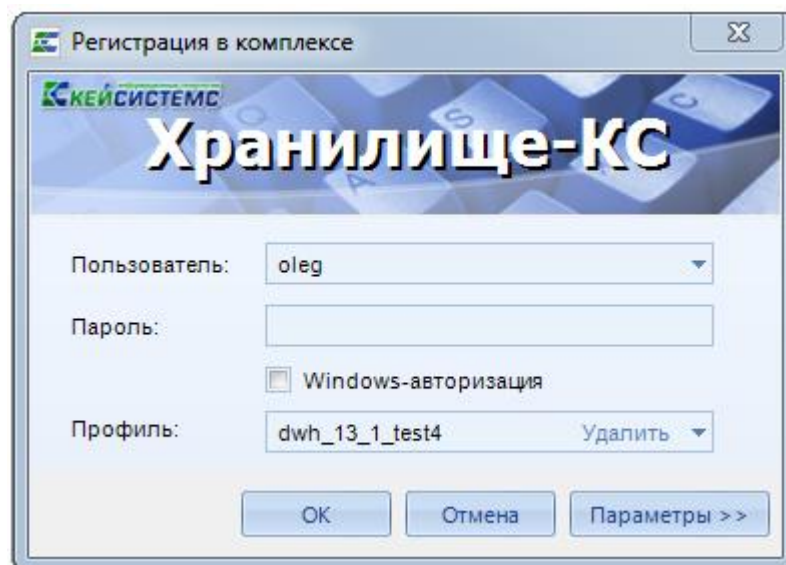 Регистрация в комплексе
КЕЙСИСТЕМС
Хранилище-КС
Пользователь: oleg
Пароль:
Windows-авторизация
Профиль: dwh_13_1_test4 Удалить
OK Отмена Параметры >>